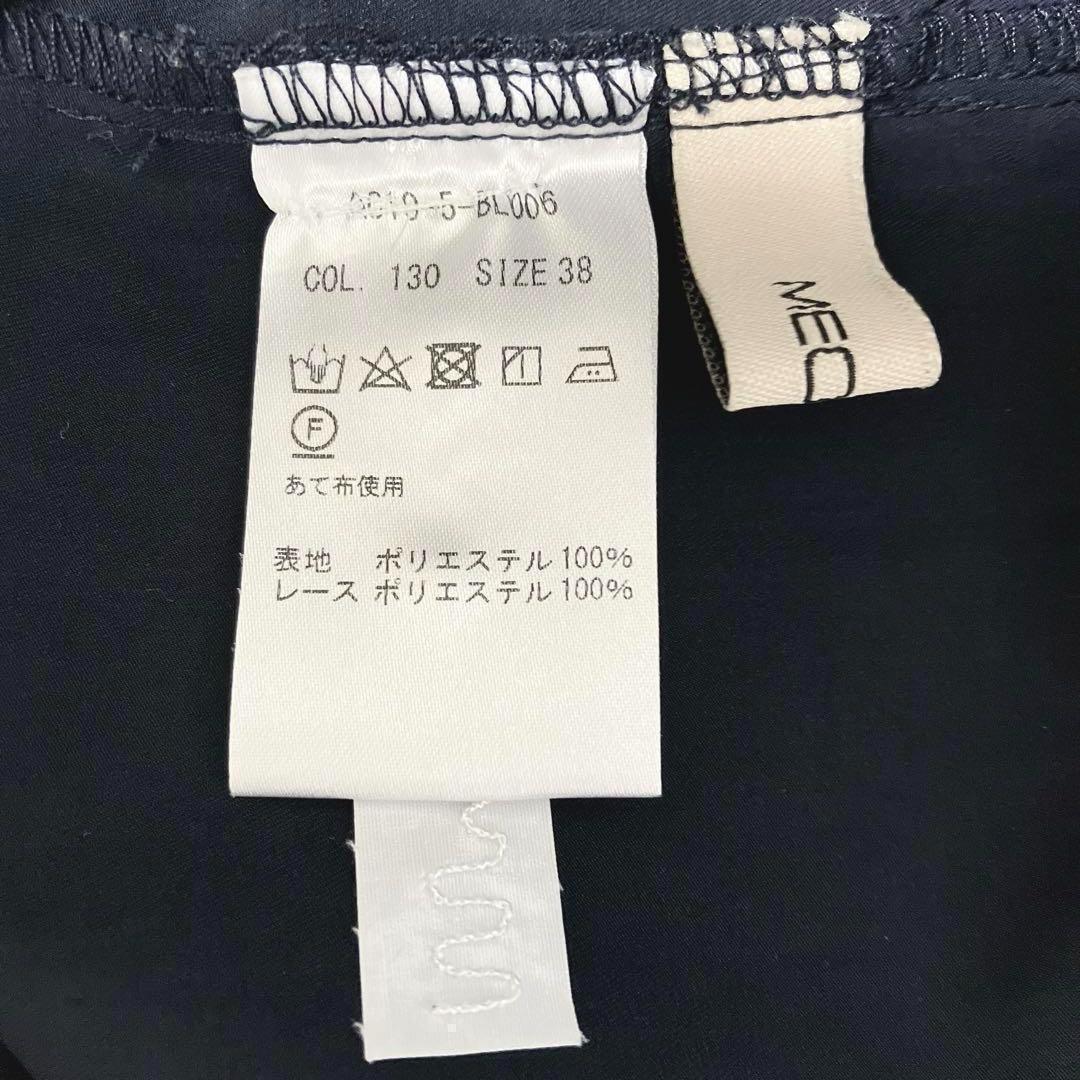 COL. 130 SIZE 38
F
あて布使用
表地 ポリエステル 100%
レース ポリエステル 100%
MEC